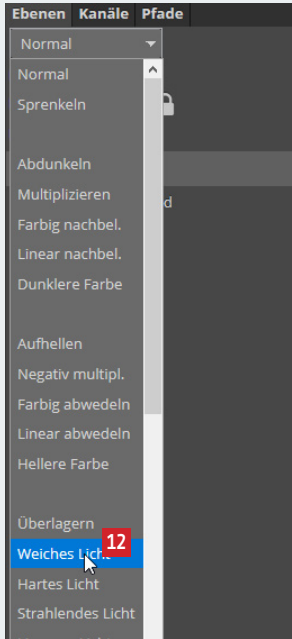 Ebenen Kanäle Pfade
Normal
Normal
Sprenkeln
Abdunkeln
Multiplizieren
d
Farbig nachbel.
Linear nachbel.
Dunklere Farbe
Aufhellen
Negativ multipl.
Farbig abwedeln
Linear abwedeln
Hellere Farbe
Überlagern
12
Weiches Licht
Hartes Licht
Strahlendes Licht